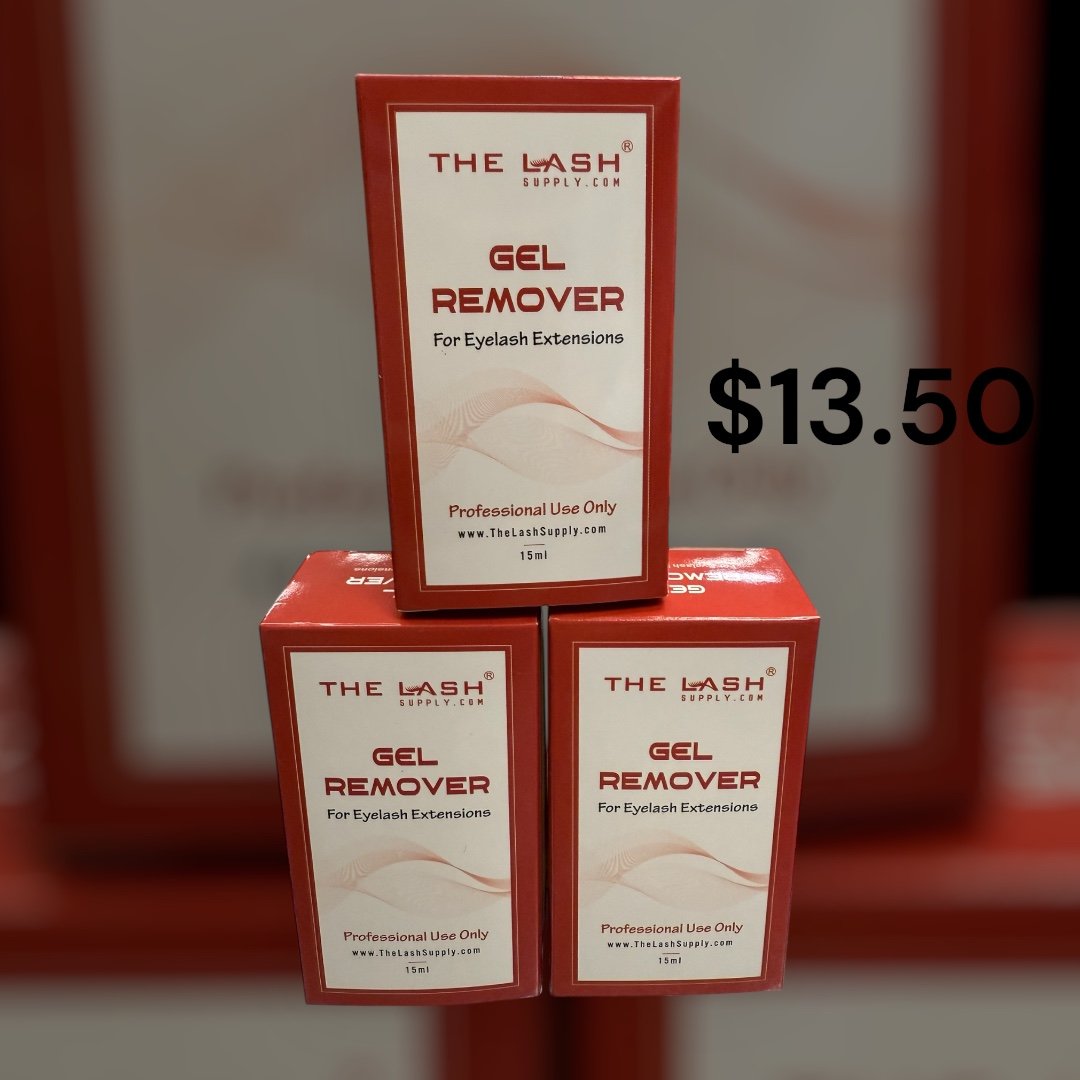 THE LASH®
SUPPLY.COM
GEL
REMOVER
For Eyelash Extensions
Professional Use Only
www.TheLashSupply.com
15ml
$13.50
THE LASH®
SUPPLY.COM
GEL
REMOVER
For Eyelash Extensions
Professional Use Only
www.TheLashSupply.com
15ml
THE LASH®
SUPPLY.COM
GEL
REMOVER
For Eyelash Extensions
Professional Use Only
www.TheLashSupply.com
15ml